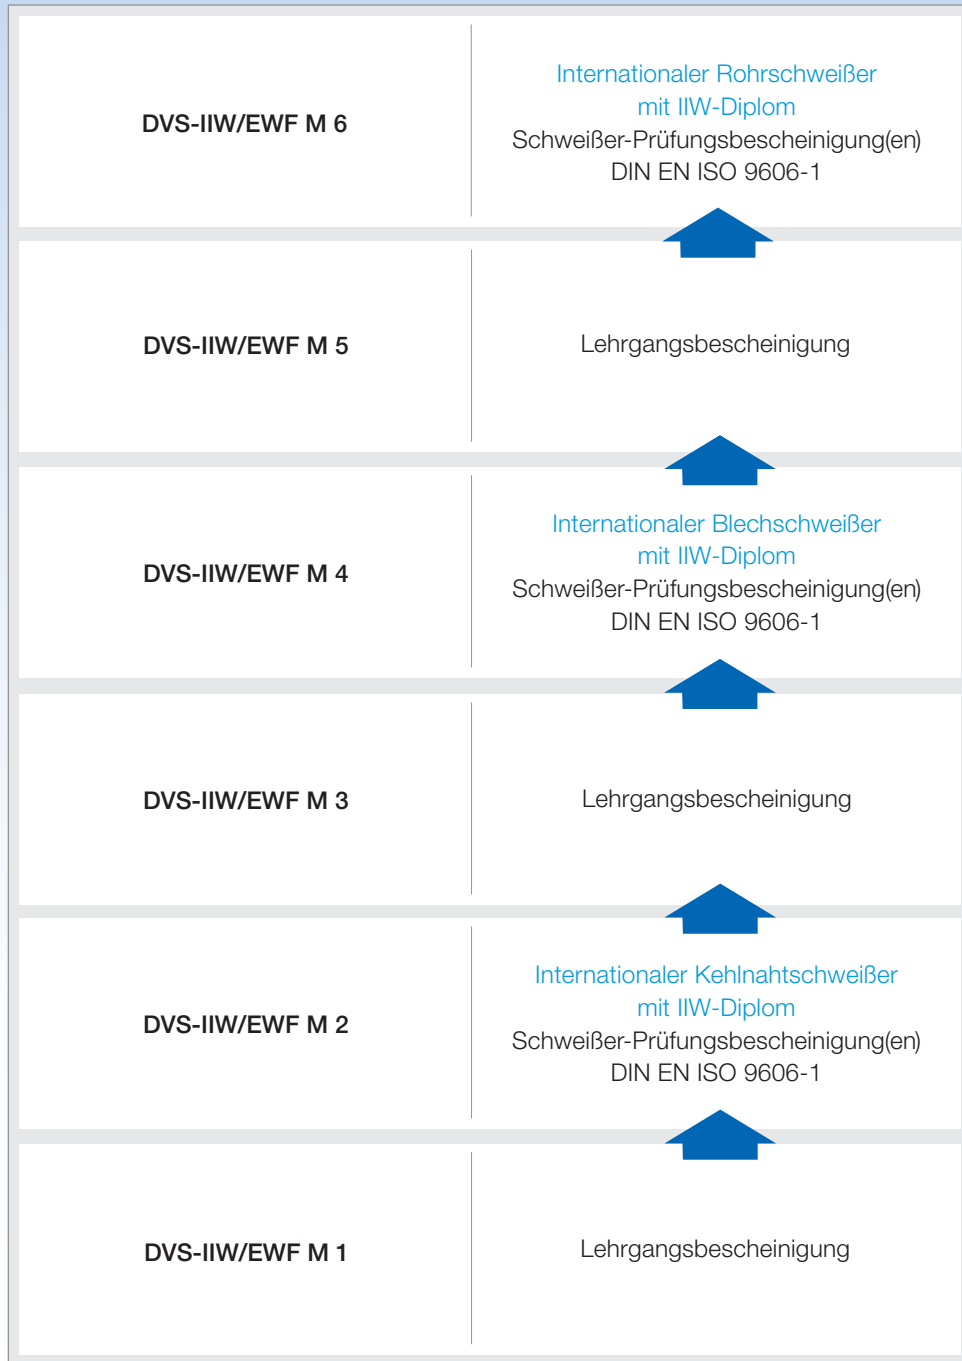 DVS-IIW/EWF M 6
Internationaler Rohrschweißer
mit IIW-Diplom
Schweißer-Prüfungsbescheinigung(en)
DIN EN ISO 9606-1
DVS-IIW/EWF M 5
Lehrgangsbescheinigung
DVS-IIW/EWF M 4
Internationaler Blechschweißer
mit IIW-Diplom
Schweißer-Prüfungsbescheinigung(en)
DIN EN ISO 9606-1
DVS-IIW/EWF M 3
Lehrgangsbescheinigung
DVS-IIW/EWF M 2
Internationaler Kehlnahtschweißer
mit IIW-Diplom
Schweißer-Prüfungsbescheinigung(en)
DIN EN ISO 9606-1
DVS-IIW/EWF M 1
Lehrgangsbescheinigung